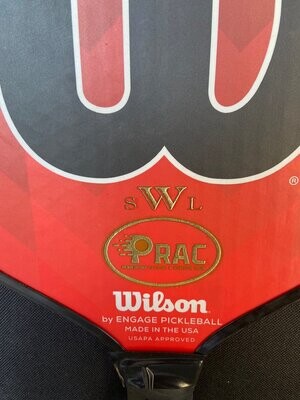 W
®
SWL
PRAC
Wilson
by ENGAGE PICKLEBALL
MADE IN THE USA
USAPA APPROVED